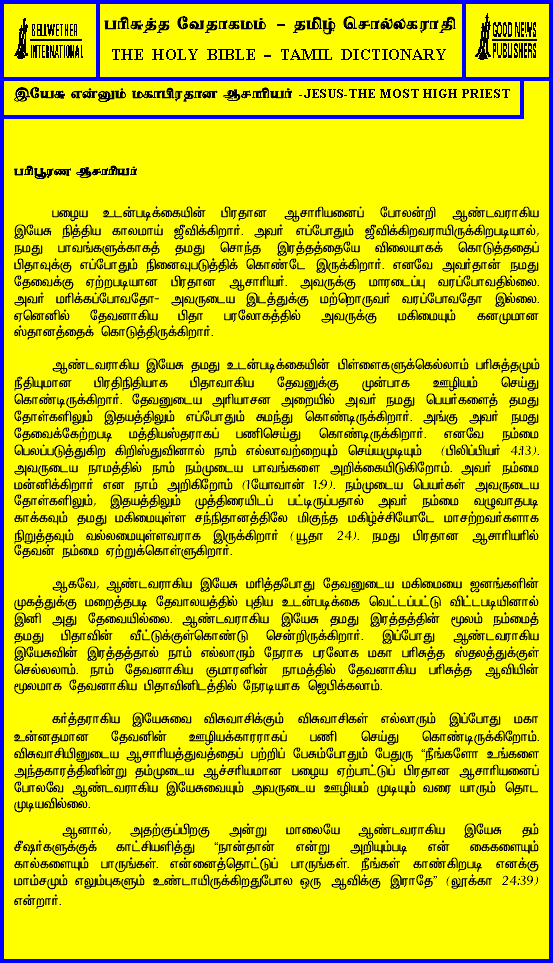 BELLWETHER
INTERNATIONAL
பரிசுத்த வேதாகமம் – தமிழ் சொல்லகராதி
THE HOLY BIBLE – TAMIL DICTIONARY
GOOD NEWS
PUBLISHERS
இயேசு என்னும் மகாபிரதான ஆசாரியர் -JESUS-THE MOST HIGH PRIEST
பரிபூரண ஆசாரியர்
பழைய உடன்படிக்கையின் பிரதான ஆசாரியனைப் போலன்றி ஆண்டவராகிய
இயேசு நித்திய காலமாய் ஜீவிக்கிறார். அவர் எப்போதும் ஜீவிக்கிறவராயிருக்கிறபடியால்,
நமது பாவங்களுக்காகத் தமது சொந்த இரத்தத்தையே விலையாகக் கொடுத்ததைப்
பிதாவுக்கு எப்போதும் நினைவுபடுத்திக் கொண்டே இருக்கிறார். எனவே அவர்தான் நமது
தேவைக்கு ஏற்றபடியான பிரதான ஆசாரியர். அவருக்கு மாரடைப்பு வரப்போவதில்லை.
அவர் மரிக்கப்போவதோ- அவருடைய இடத்துக்கு மற்றொருவர் வரப்போவதோ இல்லை.
ஏனெனில் தேவனாகிய பிதா பரலோகத்தில் அவருக்கு மகிமையும் கனமுமான
ஸ்தானத்தைக் கொடுத்திருக்கிறார்.
ஆண்டவராகிய இயேசு தமது உடன்படிக்கையின் பிள்ளைகளுக்கெல்லாம் பரிசுத்தமும்
நீதியுமான பிரதிநிதியாக பிதாவாகிய தேவனுக்கு முன்பாக ஊழியம் செய்து
கொண்டிருக்கிறார். தேவனுடைய அரியாசன அறையில் அவர் நமது பெயர்களைத் தமது
தோள்களிலும் இதயத்திலும் எப்போதும் சுமந்து கொண்டிருக்கிறார். அங்கு அவர் நமது
தேவைக்கேற்றபடி மத்தியஸ்தராகப் பணிசெய்து கொண்டிருக்கிறார். எனவே நம்மை
பெலப்படுத்துகிற கிறிஸ்துவினால் நாம் எல்லாவற்றையும் செய்யமுடியும் (பிலிப்பியர் 4:13).
அவருடைய நாமத்தில் நாம் நம்முடைய பாவங்களை அறிக்கையிடுகிறோம். அவர் நம்மை
மன்னிக்கிறார் என நாம் அறிகிறோம் (1யோவான் 1:9). நம்முடைய பெயர்கள் அவருடைய
தோள்களிலும், இதயத்திலும் முத்திரையிடப் பட்டிருப்பதால் அவர் நம்மை வழுவாதபடி
காக்கவும் தமது மகிமையுள்ள சந்நிதானத்திலே மிகுந்த மகிழ்ச்சியோடே மாசற்றவர்களாக
நிறுத்தவும் வல்லமையுள்ளவராக இருக்கிறார் (யூதா 24). நமது பிரதான ஆசாரியரில்
தேவன் நம்மை ஏற்றுக்கொள்ளுகிறார்.
ஆகவே, ஆண்டவராகிய இயேசு மரித்தபோது தேவனுடைய மகிமையை ஜனங்களின்
முகத்துக்கு மறைத்தபடி தேவாலயத்தில் புதிய உடன்படிக்கை வெட்டப்பட்டு விட்டபடியினால்
இனி அது தேவையில்லை. ஆண்டவராகிய இயேசு தமது இரத்தத்தின் மூலம் நம்மைத்
தமது பிதாவின் வீட்டுக்குள்கொண்டு சென்றிருக்கிறார். இப்போது ஆண்டவராகிய
இயேசுவின் இரத்தத்தால் நாம் எல்லாரும் நேராக பரலோக மகா பரிசுத்த ஸ்தலத்துக்குள்
செல்லலாம். நாம் தேவனாகிய குமாரனின் நாமத்தில் தேவனாகிய பரிசுத்த ஆவியின்
மூலமாக தேவனாகிய பிதாவினிடத்தில் நேரடியாக ஜெபிக்கலாம்.
கர்த்தராகிய இயேசுவை விசுவாசிக்கும் விசுவாசிகள் எல்லாரும் இப்போது மகா
உன்னதமான தேவனின் ஊழியக்காரராகப் பணி செய்து கொண்டிருக்கிறோம்.
விசுவாசியினுடைய ஆசாரியத்துவத்தைப் பற்றிப் பேசும்போதும் பேதுரு “நீங்களோ உங்களை
அந்தகாரத்தினின்று தம்முடைய ஆச்சரியமான பழைய ஏற்பாட்டுப் பிரதான ஆசாரியனைப்
போலவே ஆண்டவராகிய இயேசுவையும் அவருடைய ஊழியம் முடியும் வரை யாரும் தொட
முடியவில்லை.
ஆனால், அதற்குப்பிறகு அன்று மாலையே ஆண்டவராகிய இயேசு தம்
சீஷர்களுக்குக் காட்சியளித்து “நான்தான் என்று அறியும்படி என் கைகளையும்
கால்களையும் பாருங்கள். என்னைத்தொட்டுப் பாருங்கள். நீங்கள் காண்கிறபடி எனக்கு
மாம்சமும் எலும்புகளும் உண்டாயிருக்கிறதுபோல ஒரு ஆவிக்கு இராதே” (லூக்கா 24:39)
என்றார்.